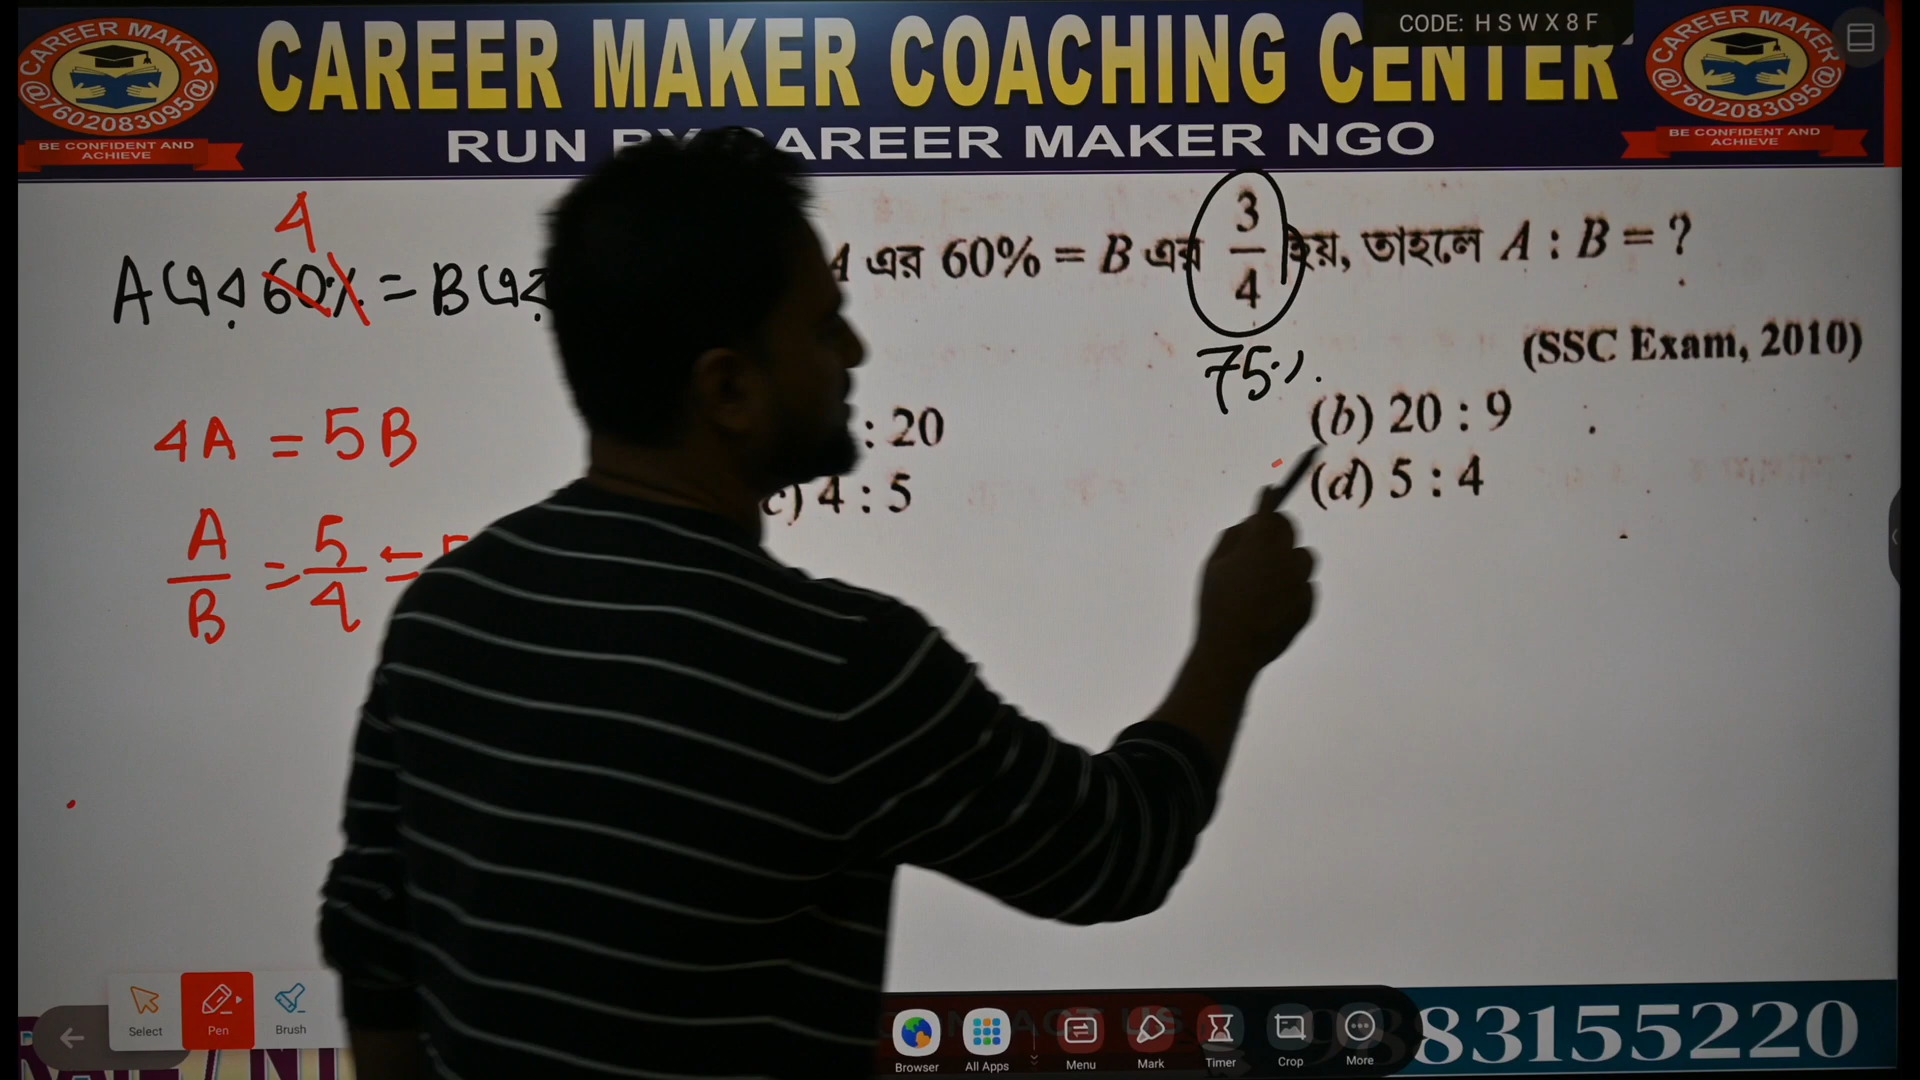 CODE: HSWX8F
CAREER MAKER
@7602083095@
BE CONFIDENT AND
ACHIEVE
CAREER MAKER COACHING CENTER
RUN BY CAREER MAKER NGO
CAREER MAKER
@7602083095@
BE CONFIDENT AND
ACHIEVE
4
A এর 60% = B এর
A এর 60% = B এর 3/4 হয়, তাহলে A : B = ?
(SSC Exam, 2010)
75%
: 20
(b) 20 : 9
c) 4 : 5
(d) 5 : 4
4A = 5B
A/B = 5/4 ←
Select
Pen
Brush
Browser
All Apps
Menu
Mark
Timer
Crop
More
83155220